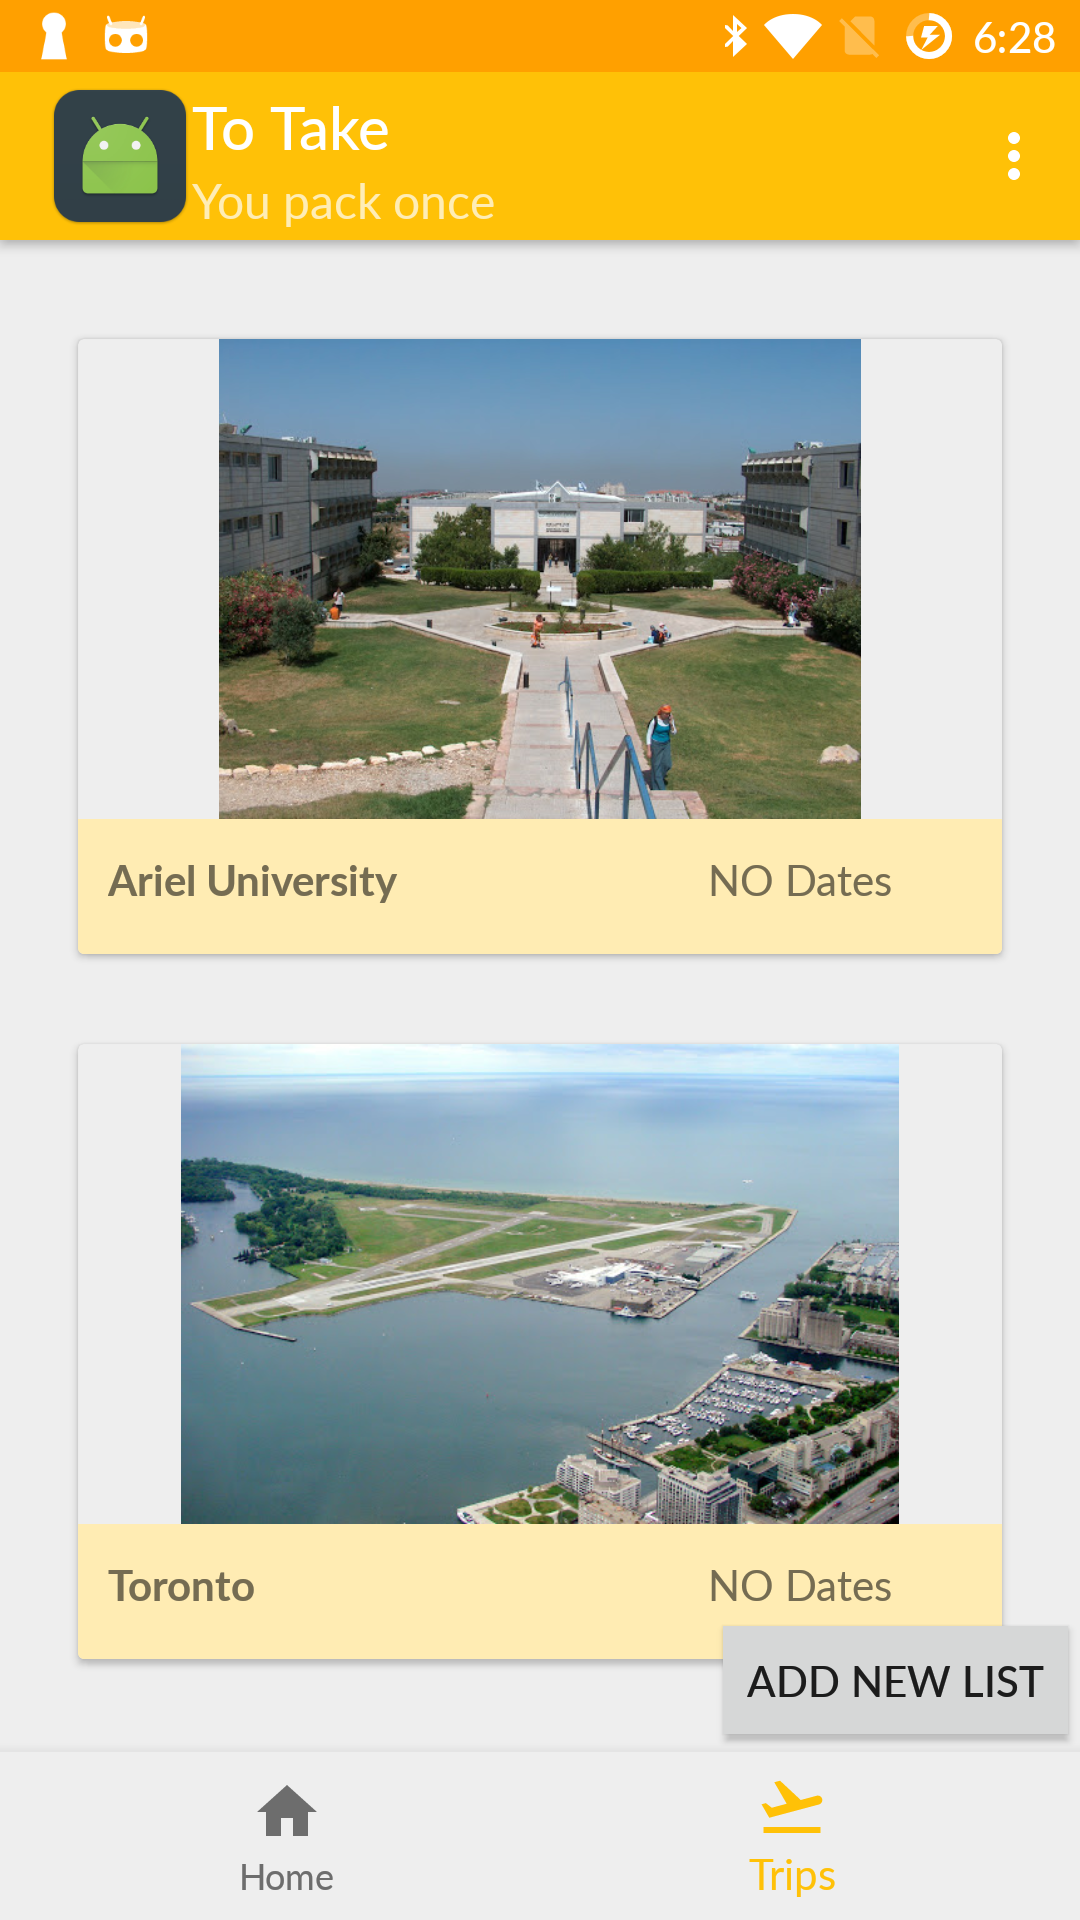 6:28
To Take
You pack once
Ariel University NO Dates
Toronto NO Dates
ADD NEW LIST
Home Trips